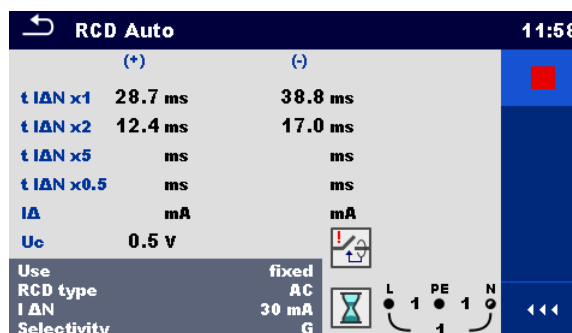 RCD Auto 11:58
(+) (-)
t IΔN x1 28.7 ms 38.8 ms
t IΔN x2 12.4 ms 17.0 ms
t IΔN x5 ms ms
t IΔN x0.5 ms ms
IΔ mA mA
Uc 0.5 V
Use fixed
RCD type AC
I ΔN 30 mA
Selectivity G
L PE N
1 1
1